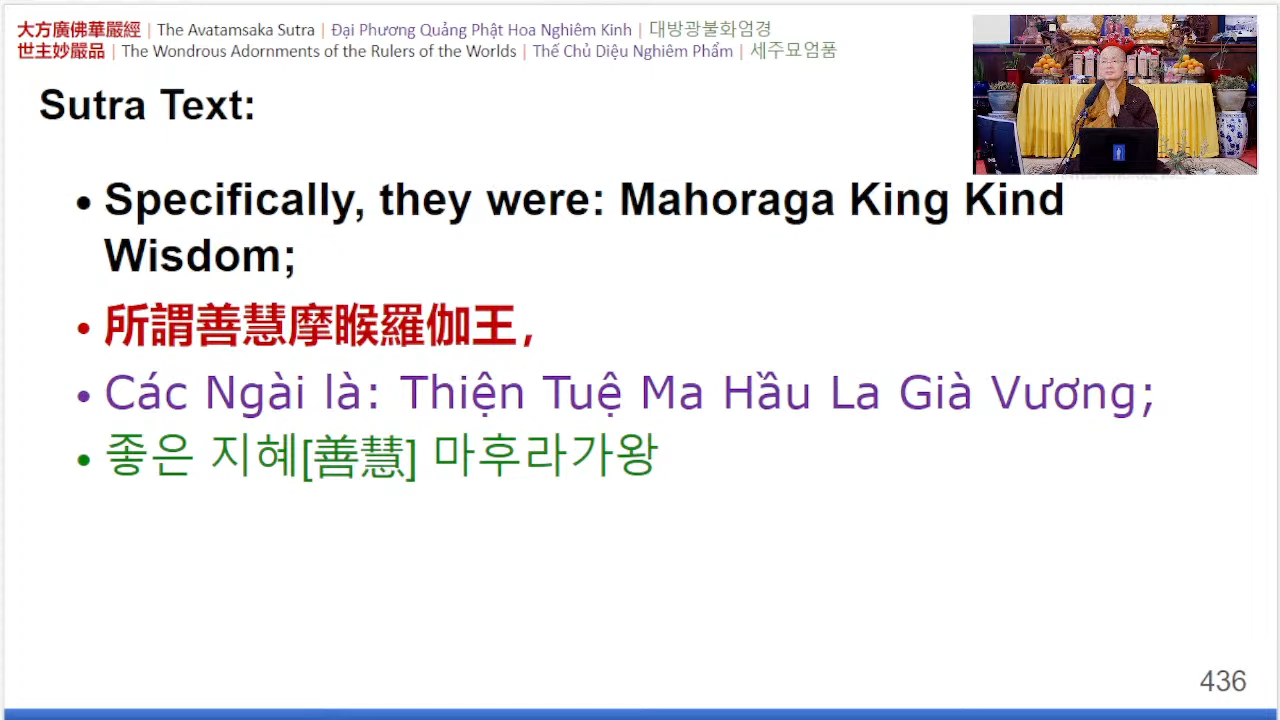 大方廣佛華嚴經 | The Avatamsaka Sutra | Đại Phương Quảng Phật Hoa Nghiêm Kinh | 대방광불화엄경
世主妙嚴品 | The Wondrous Adornments of the Rulers of the Worlds | Thế Chủ Diệu Nghiêm Phẩm | 세주묘엄품
Sutra Text:
• Specifically, they were: Mahoraga King Kind
Wisdom;
• 所謂善慧摩睺羅伽王，
• Các Ngài là: Thiện Tuệ Ma Hầu La Già Vương;
• 좋은 지혜[善慧] 마후라가왕
436